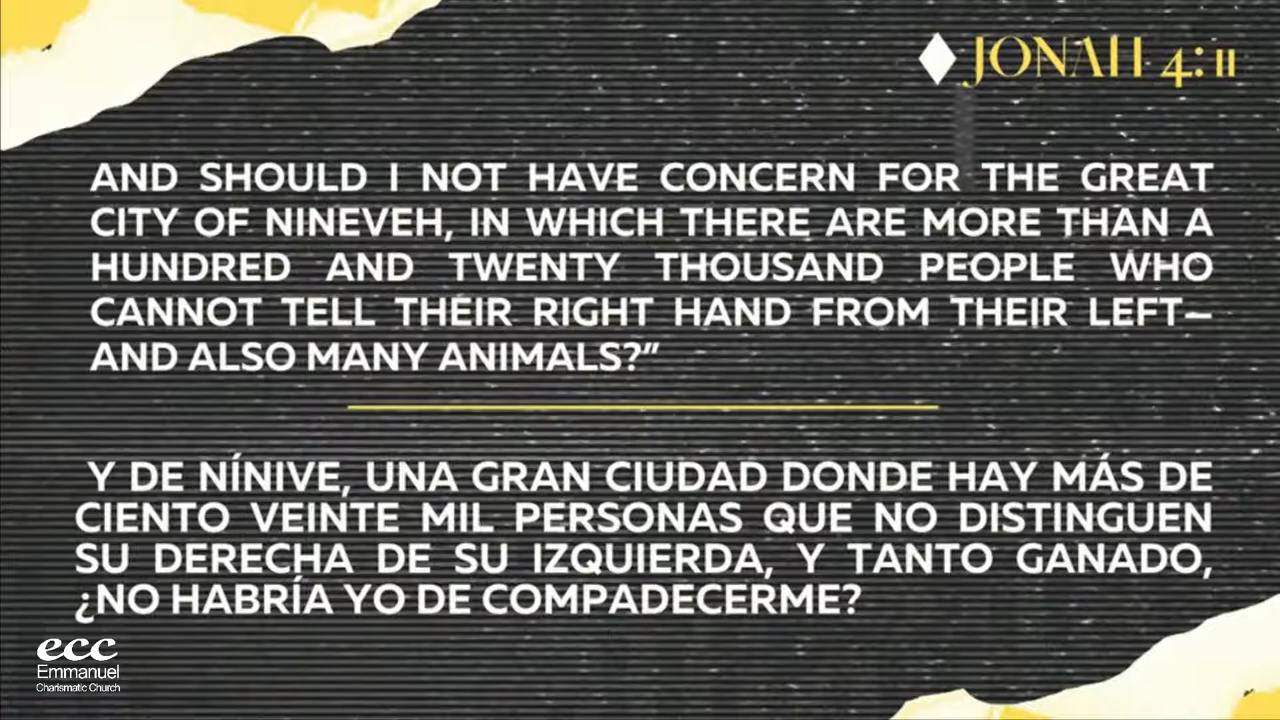 JONAH 4:11
AND SHOULD I NOT HAVE CONCERN FOR THE GREAT
CITY OF NINEVEH, IN WHICH THERE ARE MORE THAN A
HUNDRED AND TWENTY THOUSAND PEOPLE WHO
CANNOT TELL THEIR RIGHT HAND FROM THEIR LEFT—
AND ALSO MANY ANIMALS?”
Y DE NÍNIVE, UNA GRAN CIUDAD DONDE HAY MÁS DE
CIENTO VEINTE MIL PERSONAS QUE NO DISTINGUEN
SU DERECHA DE SU IZQUIERDA, Y TANTO GANADO,
¿NO HABRÍA YO DE COMPADECERME?
ecc
Emmanuel
Charismatic Church